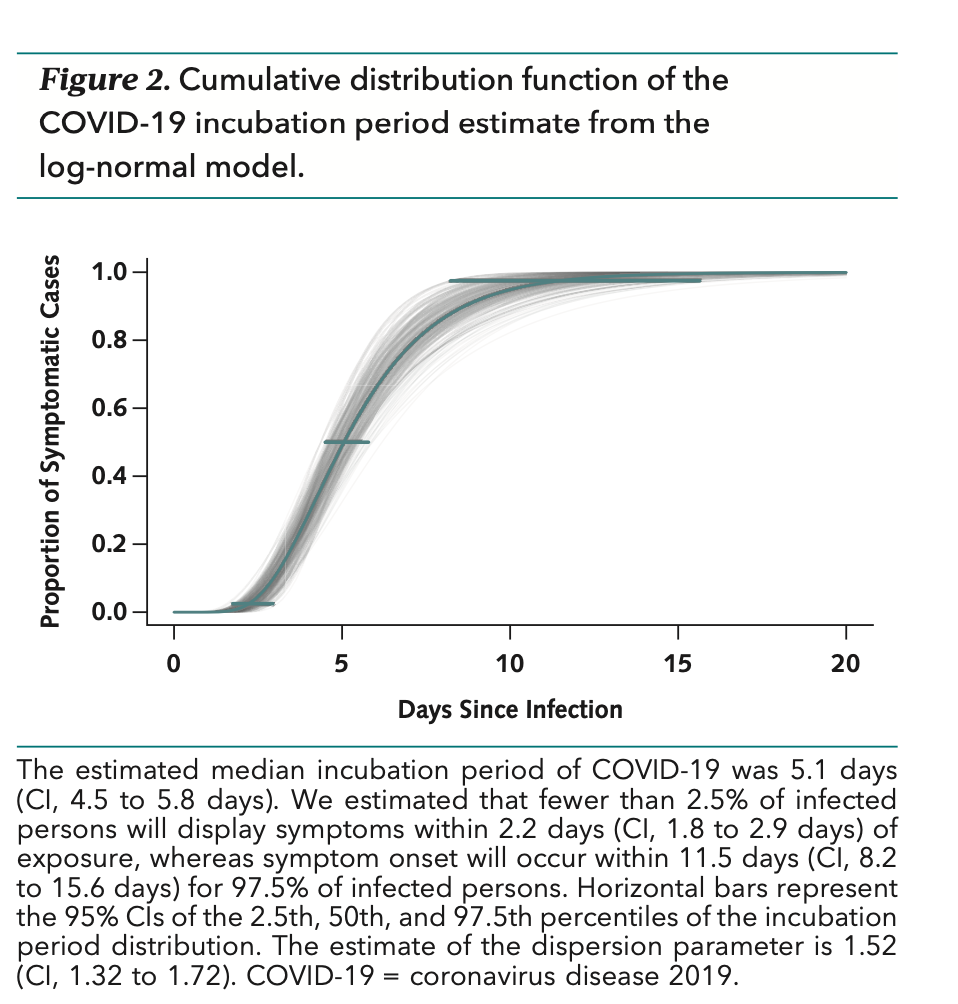 Figure 2. Cumulative distribution function of the
COVID-19 incubation period estimate from the
log-normal model.
Proportion of Symptomatic Cases
1.0
0.8
0.6
0.4
0.2
0.0
0 5 10 15 20
Days Since Infection
The estimated median incubation period of COVID-19 was 5.1 days
(CI, 4.5 to 5.8 days). We estimated that fewer than 2.5% of infected
persons will display symptoms within 2.2 days (CI, 1.8 to 2.9 days) of
exposure, whereas symptom onset will occur within 11.5 days (CI, 8.2
to 15.6 days) for 97.5% of infected persons. Horizontal bars represent
the 95% CIs of the 2.5th, 50th, and 97.5th percentiles of the incubation
period distribution. The estimate of the dispersion parameter is 1.52
(CI, 1.32 to 1.72). COVID-19 = coronavirus disease 2019.